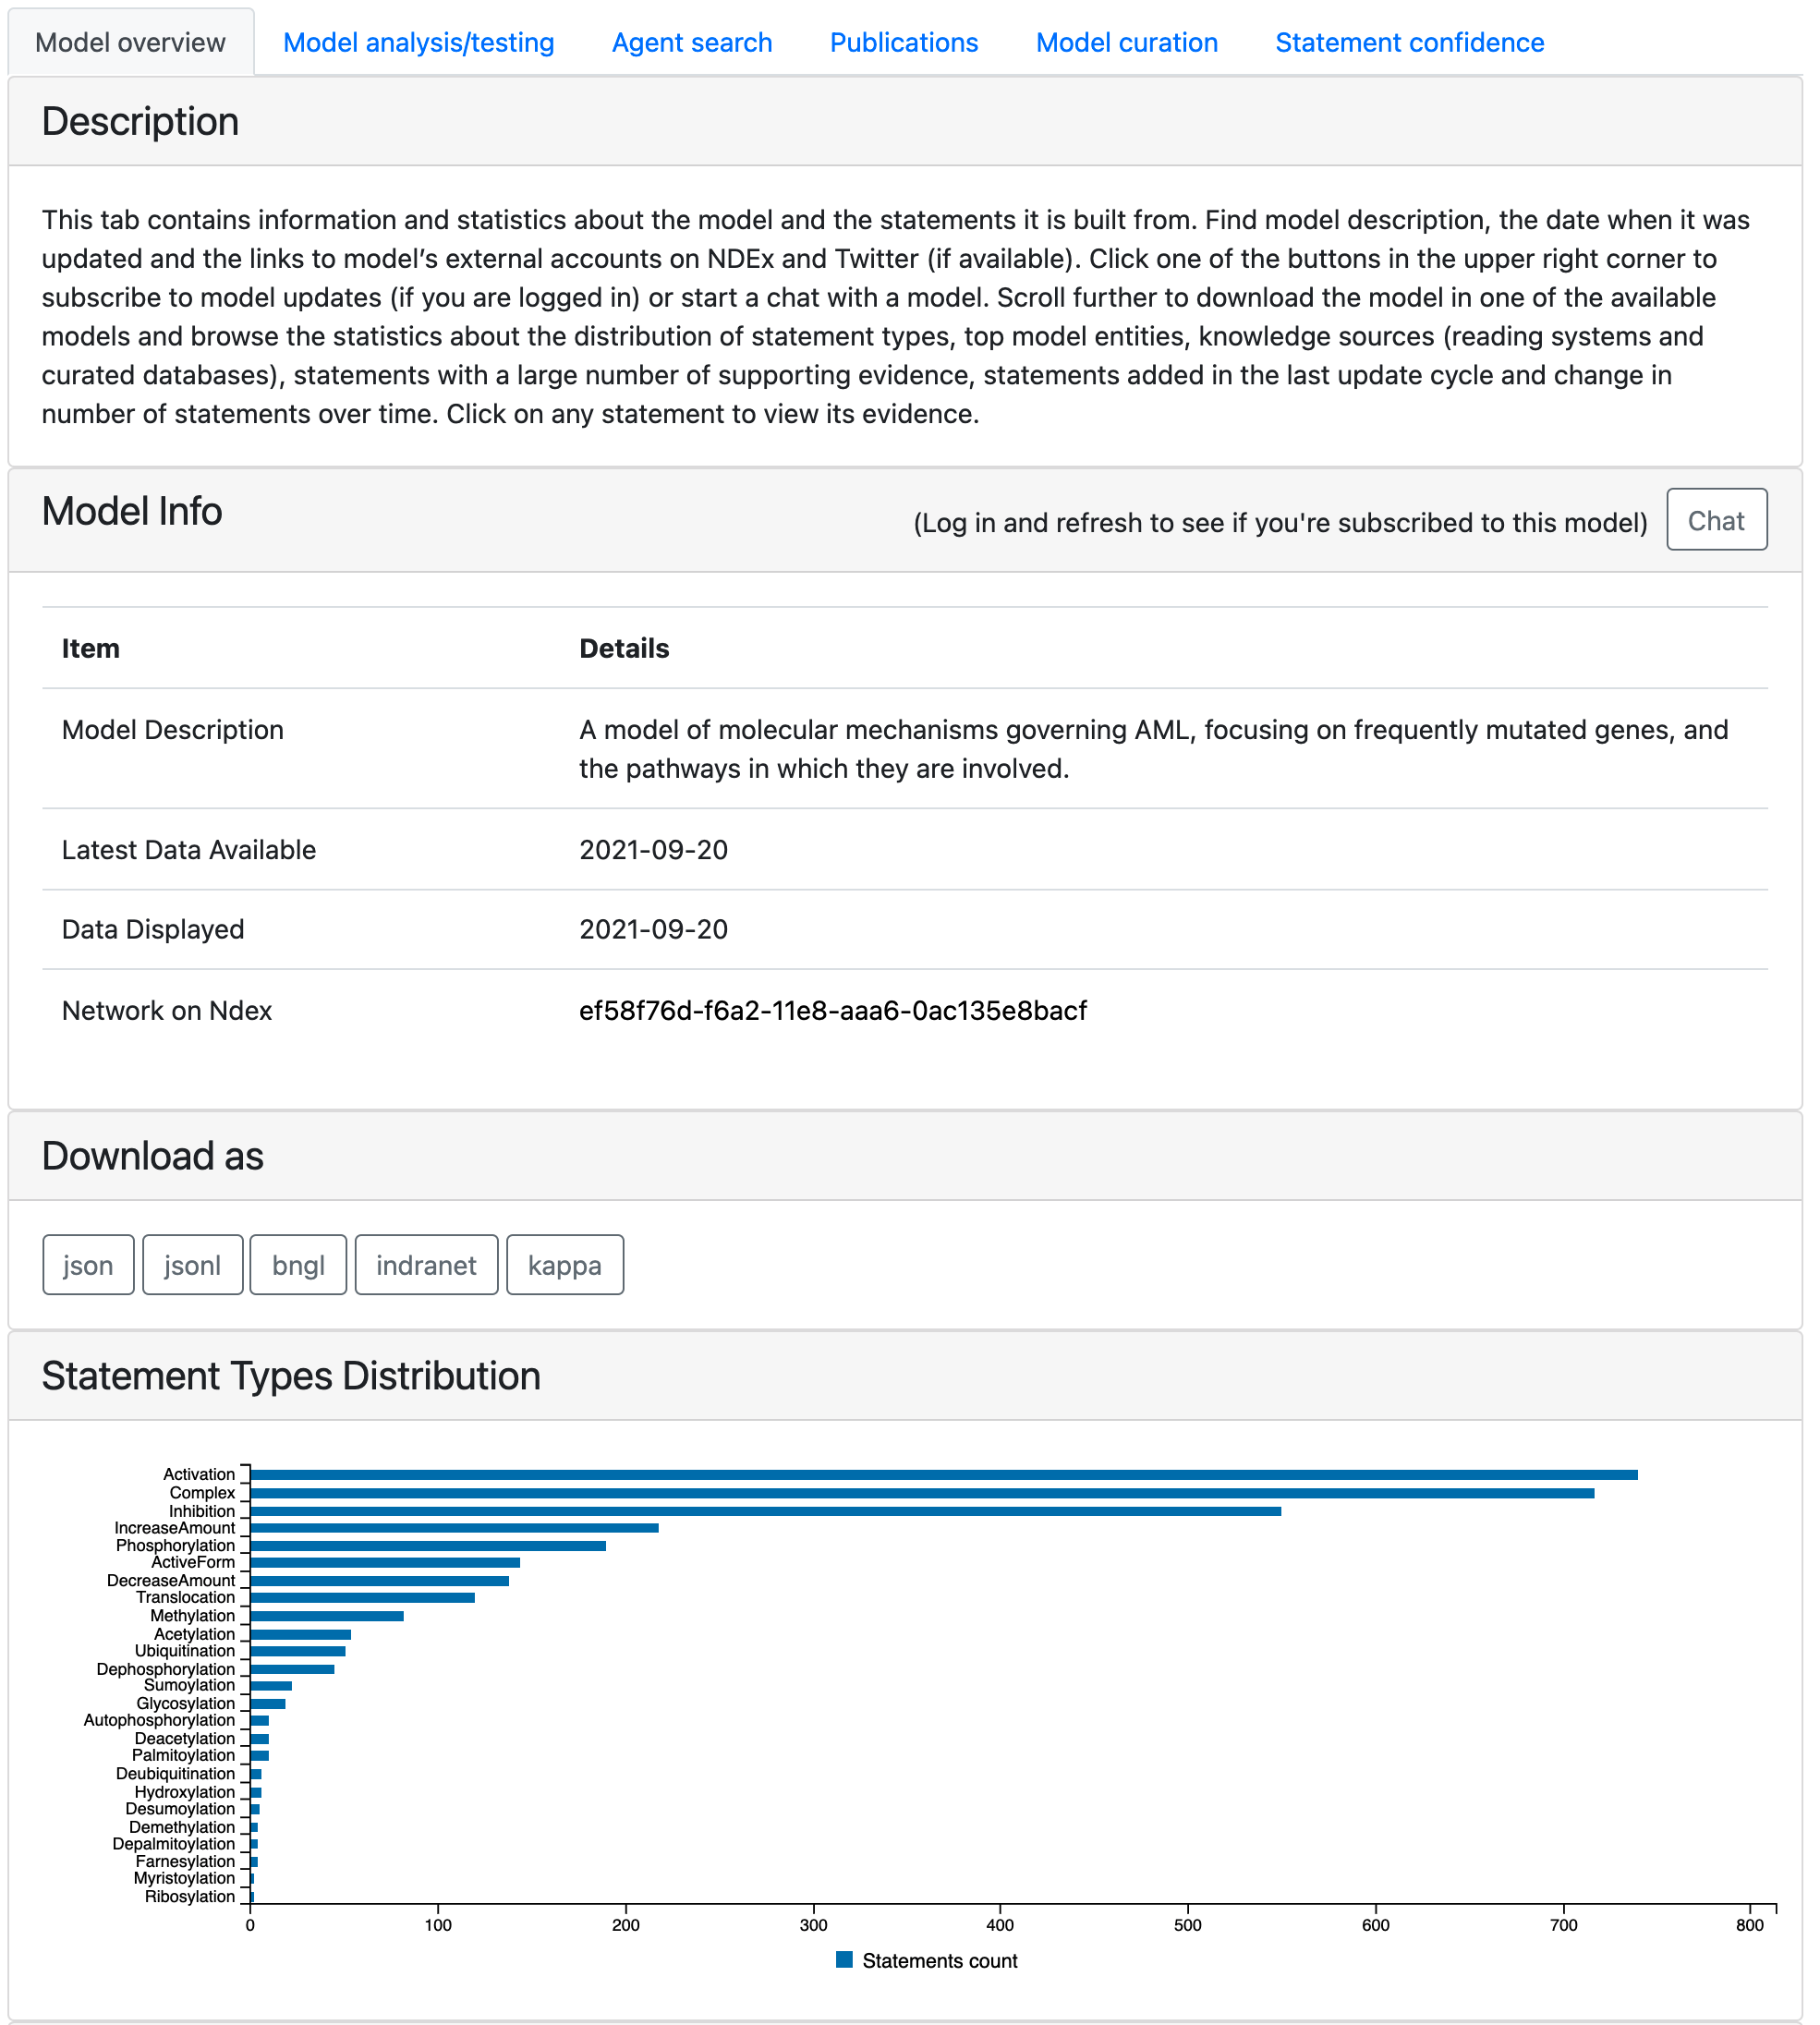 Model overview Model analysis/testing Agent search Publications Model curation Statement confidence
Description
This tab contains information and statistics about the model and the statements it is built from. Find model description, the date when it was
updated and the links to model’s external accounts on NDEx and Twitter (if available). Click one of the buttons in the upper right corner to
subscribe to model updates (if you are logged in) or start a chat with a model. Scroll further to download the model in one of the available
models and browse the statistics about the distribution of statement types, top model entities, knowledge sources (reading systems and
curated databases), statements with a large number of supporting evidence, statements added in the last update cycle and change in
number of statements over time. Click on any statement to view its evidence.
Model Info (Log in and refresh to see if you're subscribed to this model) Chat
Item Details
Model Description A model of molecular mechanisms governing AML, focusing on frequently mutated genes, and
the pathways in which they are involved.
Latest Data Available 2021-09-20
Data Displayed 2021-09-20
Network on Ndex ef58f76d-f6a2-11e8-aaa6-0ac135e8bacf
Download as
json jsonl bngl indranet kappa
Statement Types Distribution
Activation
Complex
Inhibition
IncreaseAmount
Phosphorylation
ActiveForm
DecreaseAmount
Translocation
Methylation
Acetylation
Ubiquitination
Dephosphorylation
Sumoylation
Glycosylation
Autophosphorylation
Deacetylation
Palmitoylation
Deubiquitination
Hydroxylation
Desumoylation
Demethylation
Depalmitoylation
Farnesylation
Myristoylation
Ribosylation
0 100 200 300 400 500 600 700 800
Statements count